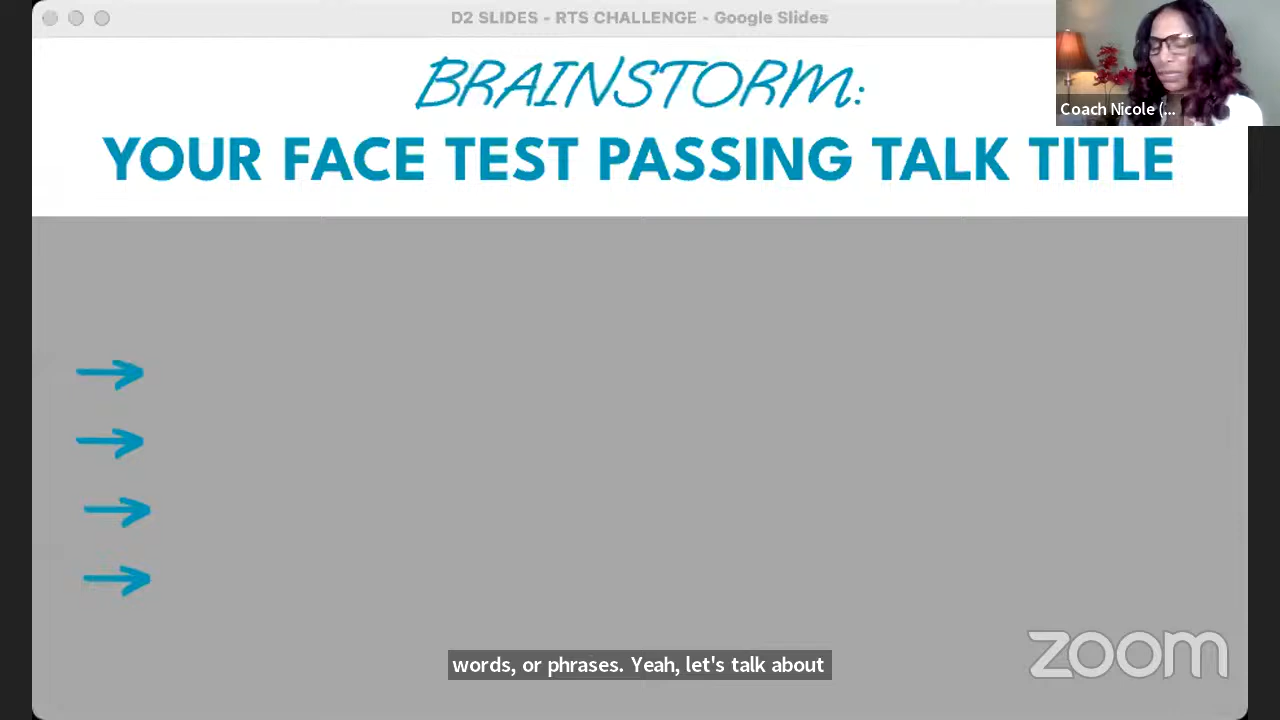 D2 SLIDES - RTS CHALLENGE - Google Slides
BRAINSTORM:
YOUR FACE TEST PASSING TALK TITLE
Coach Nicole (...
words, or phrases. Yeah, let's talk about
zoom